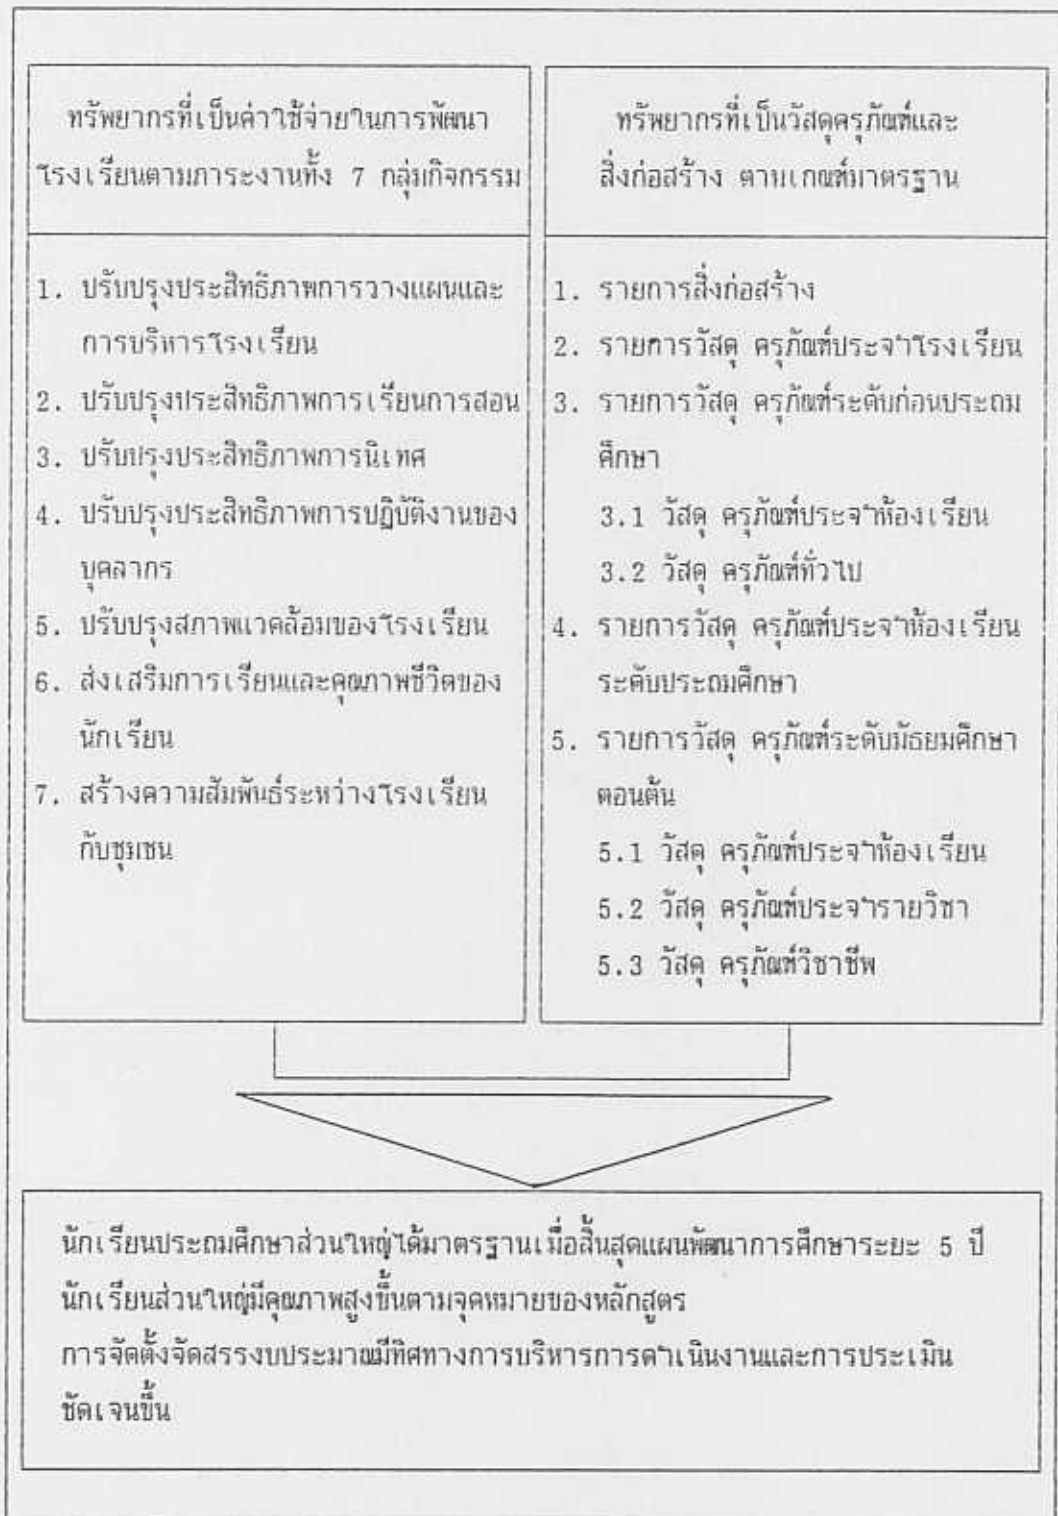 ทรัพยากรที่เป็นค่าใช้จ่ายในการพัฒนา
โรงเรียนตามภาระงานทั้ง 7 กลุ่มกิจกรรม
1. ปรับปรุงประสิทธิภาพการวางแผนและ
การบริหารโรงเรียน
2. ปรับปรุงประสิทธิภาพการเรียนการสอน
3. ปรับปรุงประสิทธิภาพการนิเทศ
4. ปรับปรุงประสิทธิภาพการปฏิบัติงานของ
บุคลากร
5. ปรับปรุงสภาพแวดล้อมของโรงเรียน
6. ส่งเสริมการเรียนและคุณภาพชีวิตของ
นักเรียน
7. สร้างความสัมพันธ์ระหว่างโรงเรียน
กับชุมชน
ทรัพยากรที่เป็นวัสดุครุภัณฑ์และ
สิ่งก่อสร้าง ตามเกณฑ์มาตรฐาน
1. รายการสิ่งก่อสร้าง
2. รายการวัสดุ ครุภัณฑ์ประจำโรงเรียน
3. รายการวัสดุ ครุภัณฑ์ระดับก่อนประถม
ศึกษา
3.1 วัสดุ ครุภัณฑ์ประจำห้องเรียน
3.2 วัสดุ ครุภัณฑ์ทั่วไป
4. รายการวัสดุ ครุภัณฑ์ประจำห้องเรียน
ระดับประถมศึกษา
5. รายการวัสดุ ครุภัณฑ์ระดับมัธยมศึกษา
ตอนต้น
5.1 วัสดุ ครุภัณฑ์ประจำห้องเรียน
5.2 วัสดุ ครุภัณฑ์ประจำรายวิชา
5.3 วัสดุ ครุภัณฑ์วิชาชีพ
นักเรียนประถมศึกษาส่วนใหญ่ได้มาตรฐานเมื่อสิ้นสุดแผนพัฒนาการศึกษาระยะ 5 ปี
นักเรียนส่วนใหญ่มีคุณภาพสูงขึ้นตามจุดหมายของหลักสูตร
การจัดตั้งจัดสรรงบประมาณมีทิศทางการบริหารการดำเนินงานและการประเมิน
ชัดเจนขึ้น